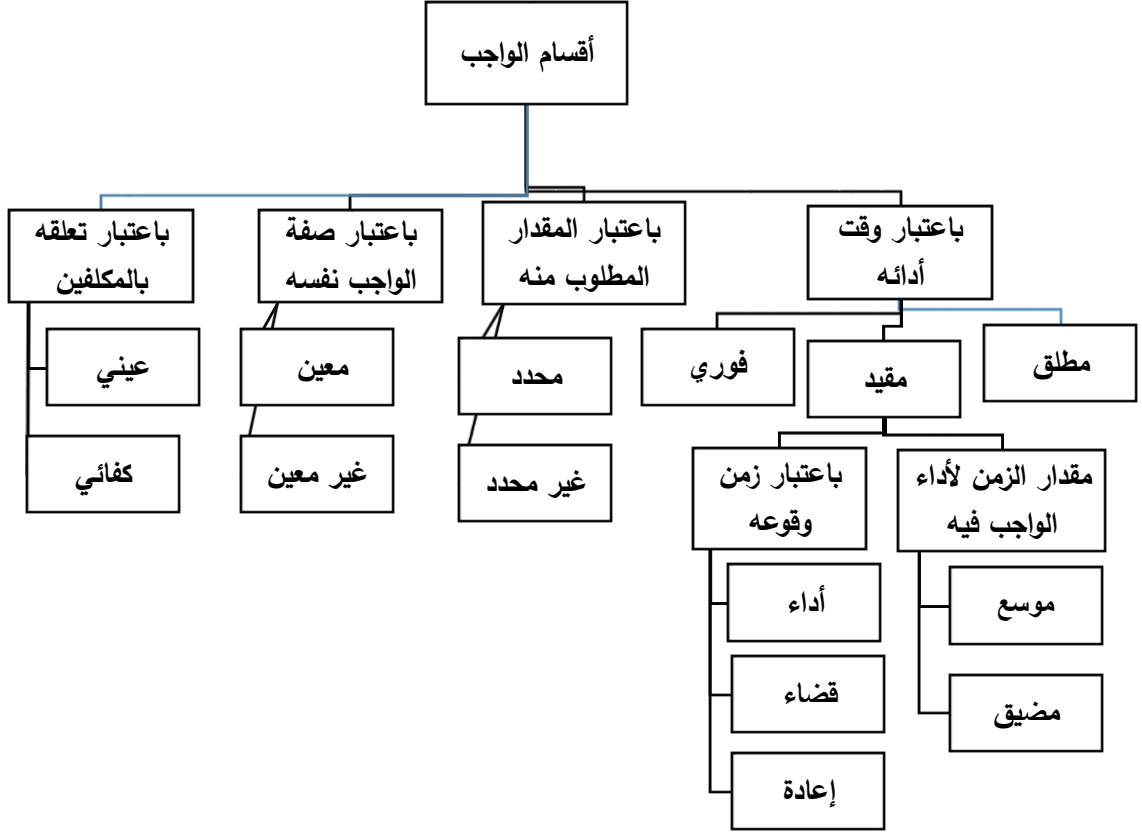 أقسام الواجب
باعتبار وقت
أدائه
باعتبار المقدار
المطلوب منه
باعتبار صفة
الواجب نفسه
باعتبار تعلقه
بالمكلفين
مطلق
مقيد
فوري
محدد
غير محدد
معين
غير معين
عيني
كفائي
مقدار الزمن لأداء
الواجب فيه
باعتبار زمن
وقوعه
موسع
مضيق
أداء
قضاء
إعادة